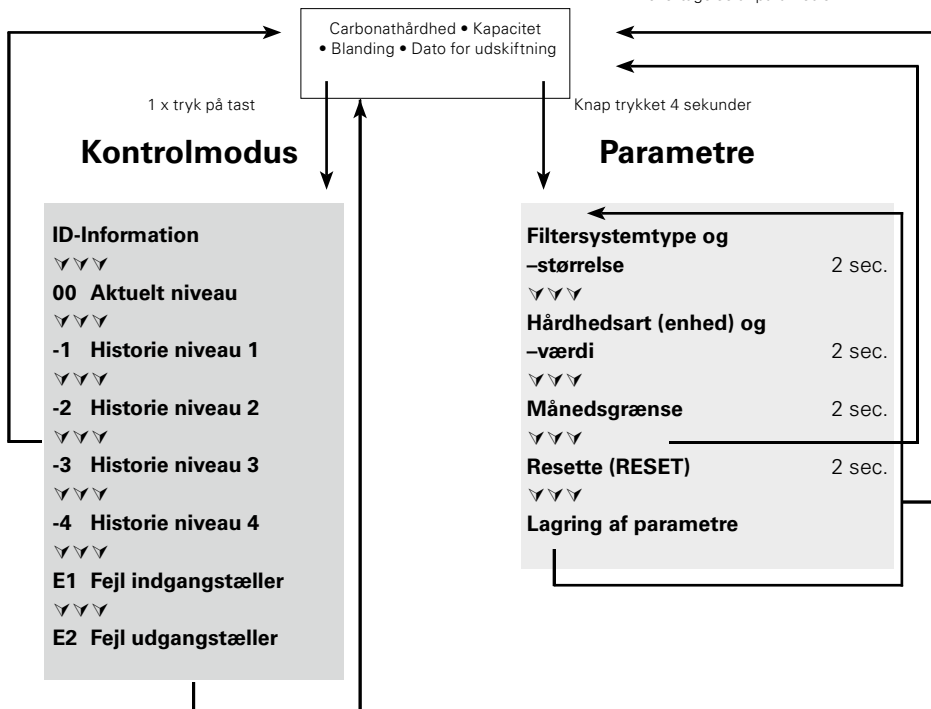 Carbonathårdhed • Kapacitet
• Blanding • Dato for udskiftning
1 x tryk på tast
Knap trykket 4 sekunder
Kontrolmodus
Parametre
ID-Information
00 Aktuelt niveau
-1 Historie niveau 1
-2 Historie niveau 2
-3 Historie niveau 3
-4 Historie niveau 4
E1 Fejl indgangstæller
E2 Fejl udgangstæller
Filtersystemtype og
–størrelse 2 sec.
Hårdhedsart (enhed) og
–værdi 2 sec.
Månedsgrænse 2 sec.
Resette (RESET) 2 sec.
Lagring af parametre